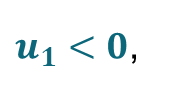 u₁ < 0,